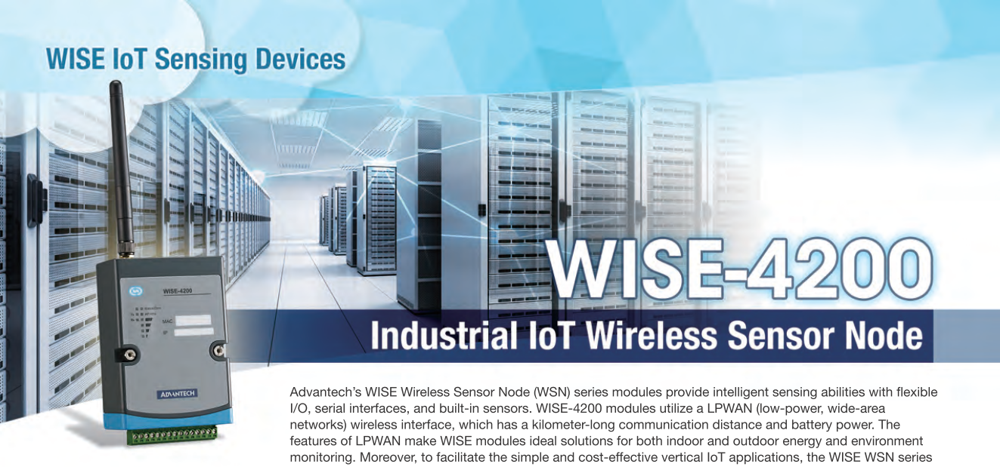 WISE IoT Sensing Devices
WISE-4200
MAC
IP
ADVANTECH
WISE-4200
Industrial IoT Wireless Sensor Node
Advantech’s WISE Wireless Sensor Node (WSN) series modules provide intelligent sensing abilities with flexible
I/O, serial interfaces, and built-in sensors. WISE-4200 modules utilize a LPWAN (low-power, wide-area
networks) wireless interface, which has a kilometer-long communication distance and battery power. The
features of LPWAN make WISE modules ideal solutions for both indoor and outdoor energy and environment
monitoring. Moreover, to facilitate the simple and cost-effective vertical IoT applications, the WISE WSN series